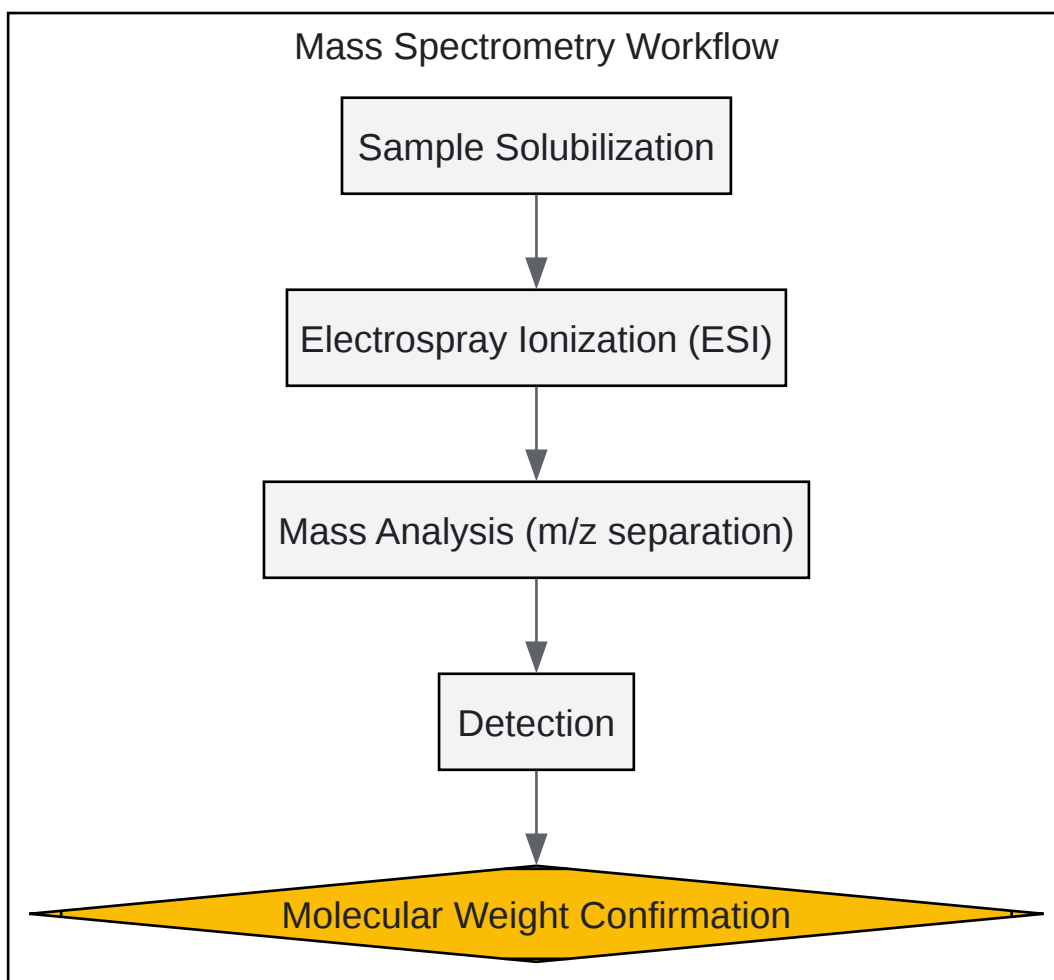 Mass Spectrometry Workflow
Sample Solubilization
Electrospray Ionization (ESI)
Mass Analysis (m/z separation)
Detection
Molecular Weight Confirmation